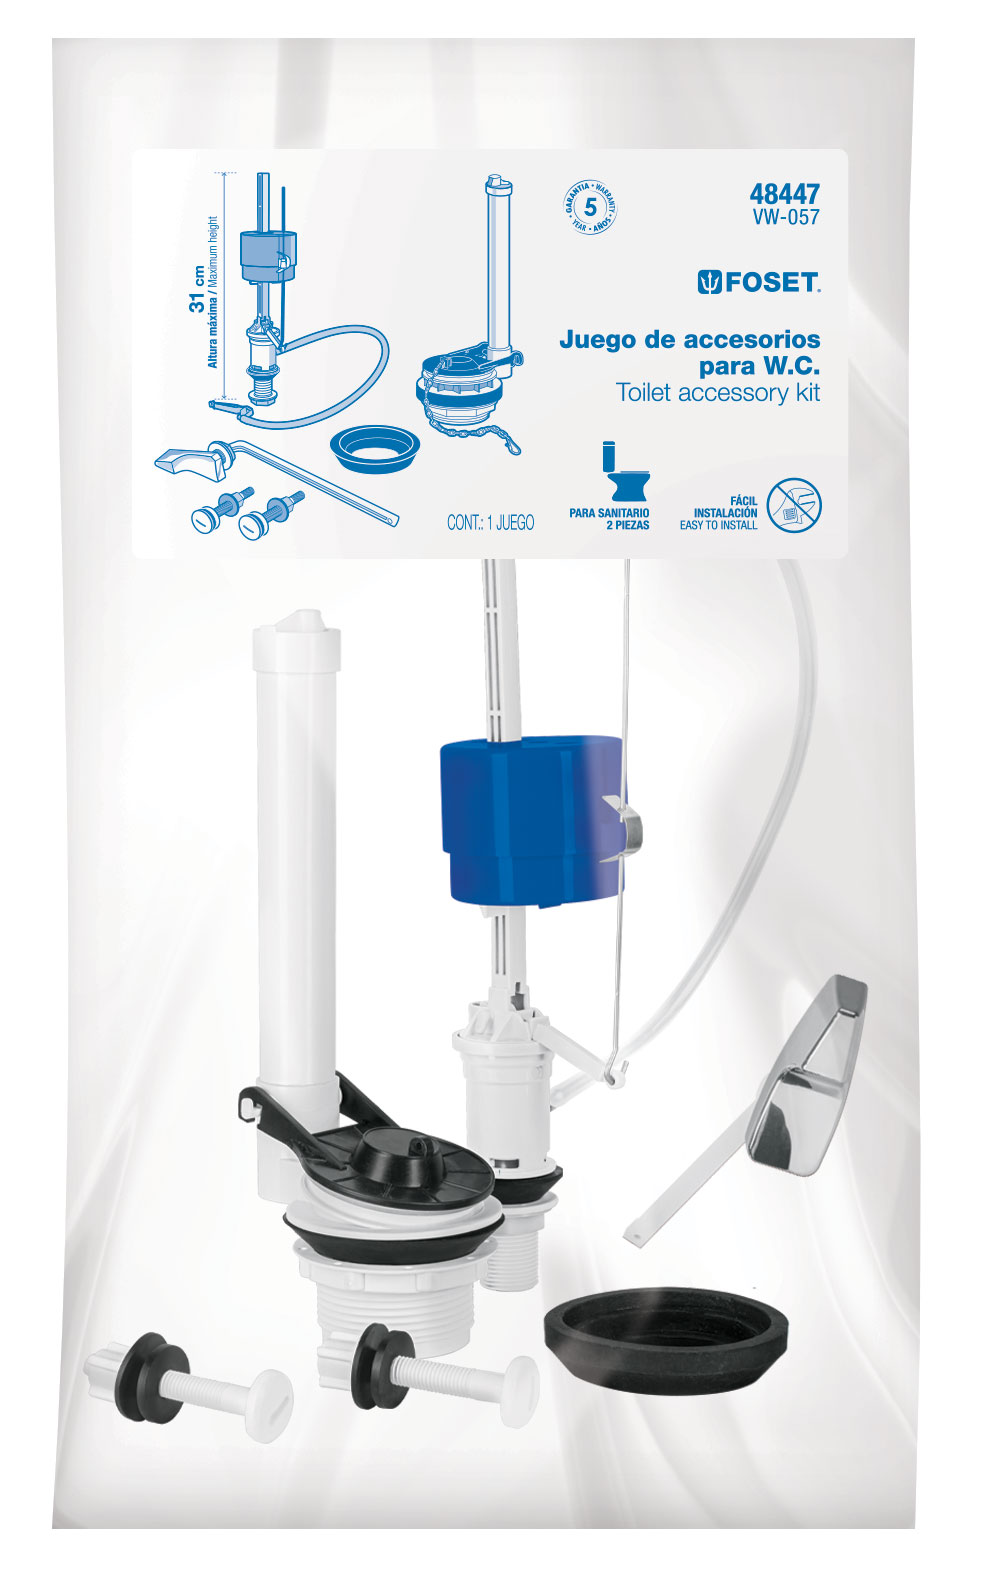 48447
VW-057
GARANTÍA • WARRANTY
5
YEAR • AÑOS
FOSET®
Juego de accesorios
para W.C.
Toilet accessory kit
31 cm
Altura máxima / Maximum height
CONT.: 1 JUEGO
PARA SANITARIO
2 PIEZAS
FÁCIL
INSTALACIÓN
EASY TO INSTALL